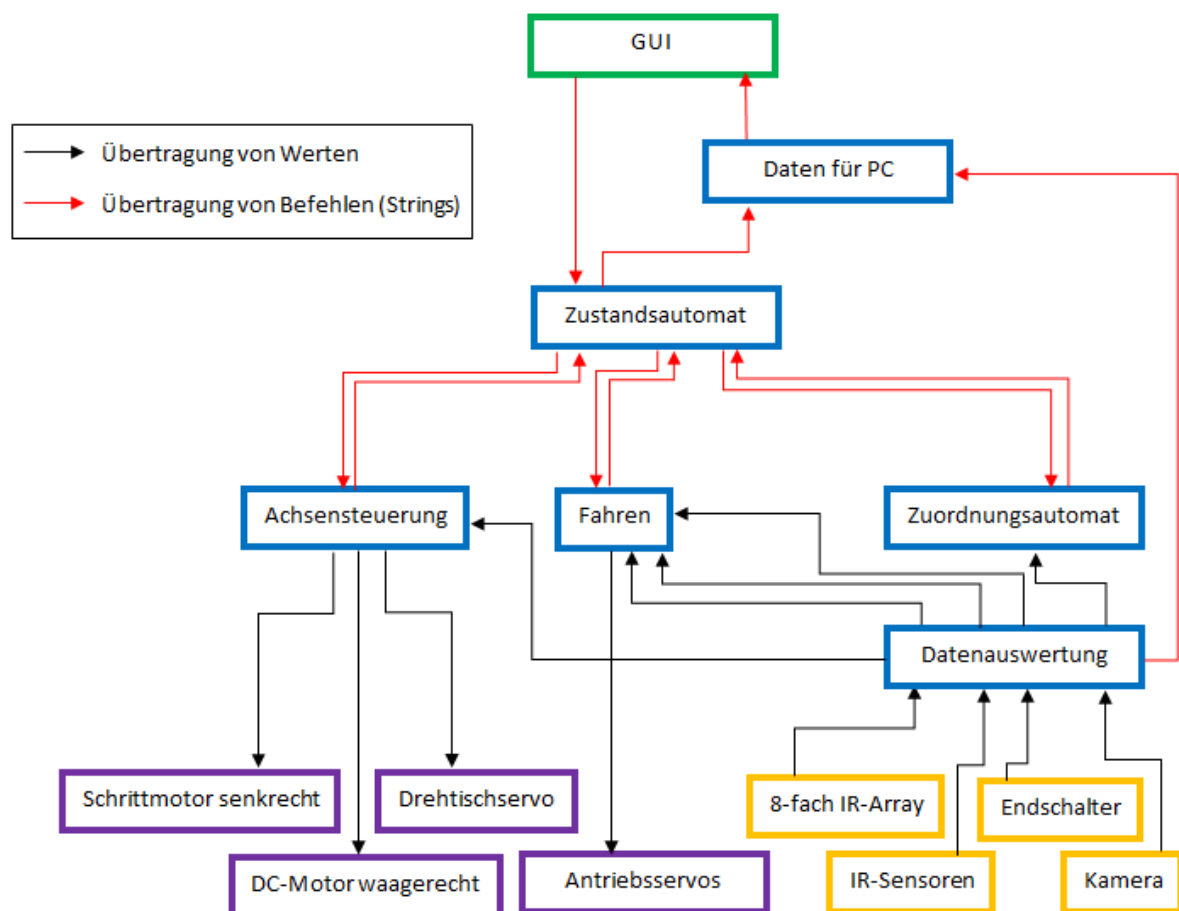 GUI
Übertragung von Werten
Übertragung von Befehlen (Strings)
Daten für PC
Zustandsautomat
Achsensteuerung
Fahren
Zuordnungsautomat
Datenauswertung
Schrittmotor senkrecht
Drehtischservo
8-fach IR-Array
Endschalter
DC-Motor waagerecht
Antriebsservos
IR-Sensoren
Kamera